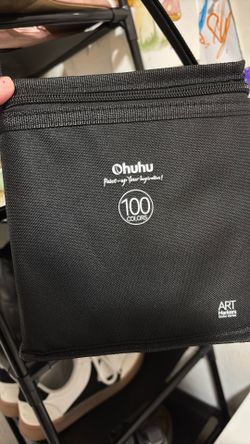 Ohuhu
Paint-up Your Inspiration!
100
COLORS
ART
Markers